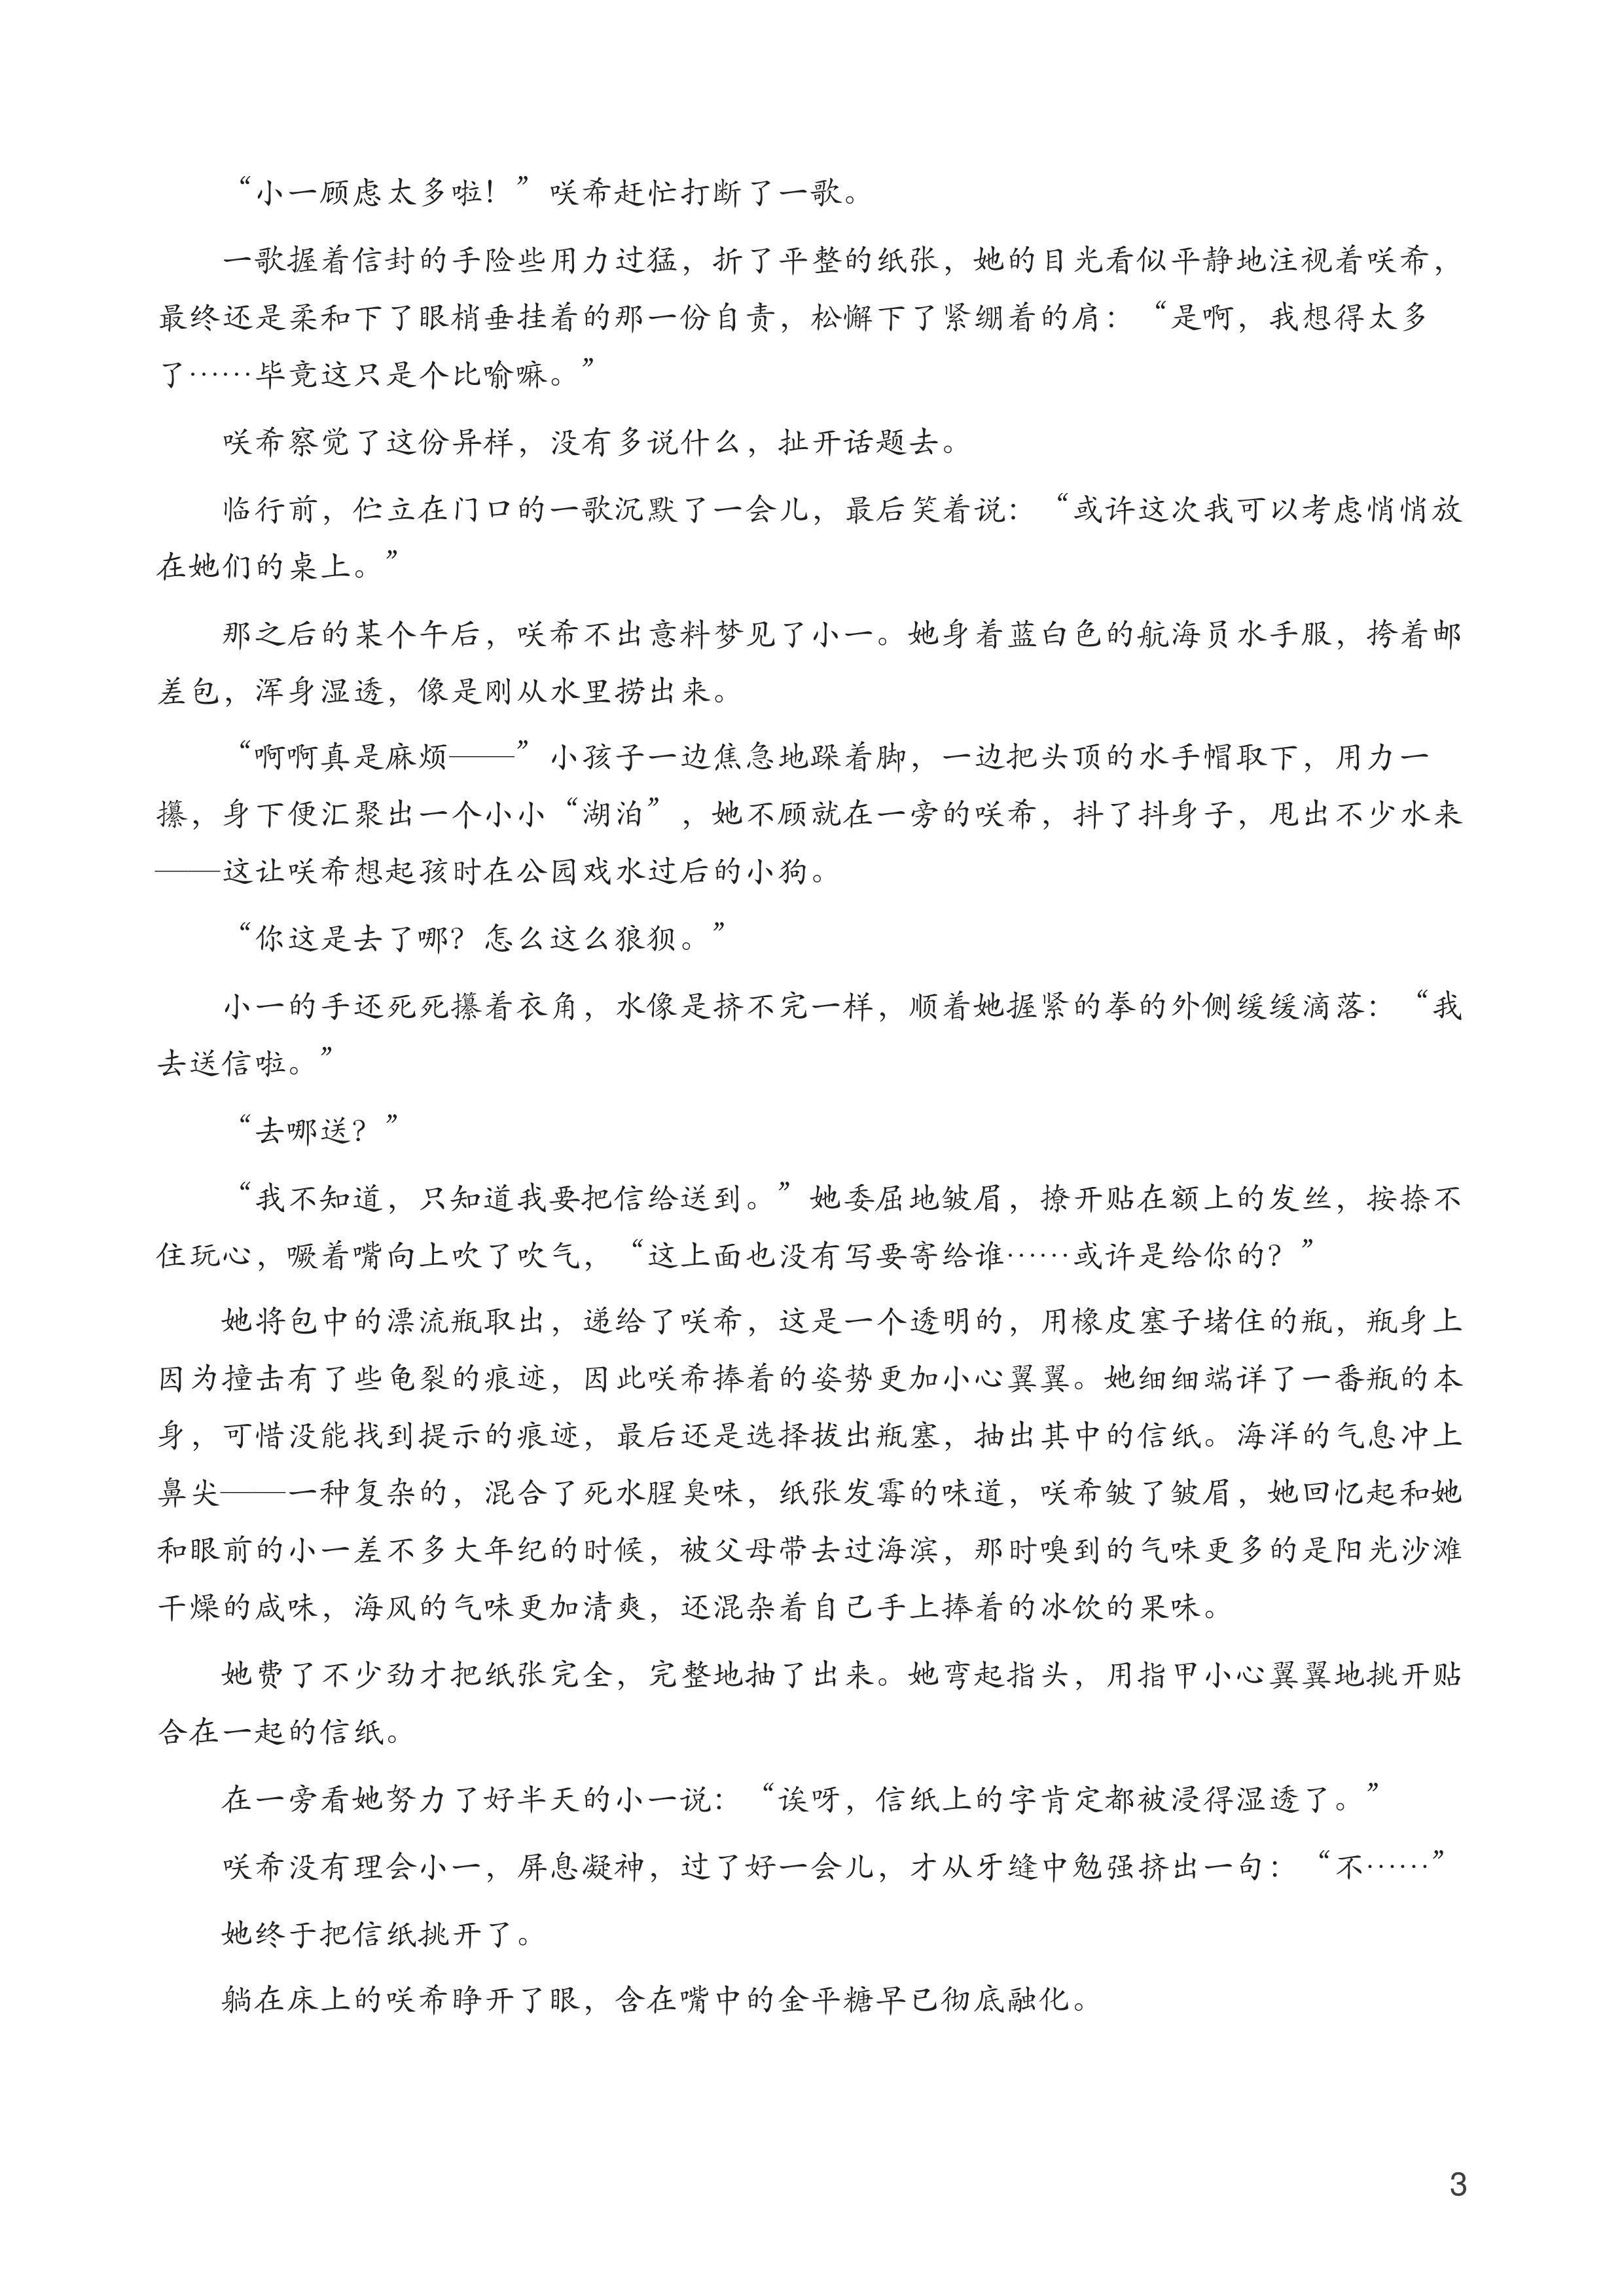 “小一顾虑太多啦！”咲希赶忙打断了一歌。
一歌握着信封的手险些用力过猛，折了平整的纸张，她的目光看似平静地注视着咲希，
最终还是柔和下了眼梢垂挂着的那一份自责，松懈下了紧绷着的肩：“是啊，我想得太多
了……毕竟这只是个比喻嘛。”
咲希察觉了这份异样，没有多说什么，扯开话题去。
临行前，伫立在门口的一歌沉默了一会儿，最后笑着说：“或许这次我可以考虑悄悄放
在她们的桌上。”
那之后的某个午后，咲希不出意料梦见了小一。她身着蓝白色的航海员水手服，挎着邮
差包，浑身湿透，像是刚从水里捞出来。
“啊啊真是麻烦——”小孩子一边焦急地跺着脚，一边把头顶的水手帽取下，用力一
攥，身下便汇聚出一个小小“湖泊”，她不顾就在一旁的咲希，抖了抖身子，甩出不少水来
——这让咲希想起孩时在公园戏水过后的小狗。
“你这是去了哪？怎么这么狼狈。”
小一的手还死死攥着衣角，水像是挤不完一样，顺着她握紧的拳的外侧缓缓滴落：“我
去送信啦。”
“去哪送？”
“我不知道，只知道我要把信给送到。”她委屈地皱眉，撩开贴在额上的发丝，按捺不
住玩心，噘着嘴向上吹了吹气，“这上面也没有写要寄给谁……或许是给你的？”
她将包中的漂流瓶取出，递给了咲希，这是一个透明的，用橡皮塞子堵住的瓶，瓶身上
因为撞击有了些龟裂的痕迹，因此咲希捧着的姿势更加小心翼翼。她细细端详了一番瓶的本
身，可惜没能找到提示的痕迹，最后还是选择拔出瓶塞，抽出其中的信纸。海洋的气息冲上
鼻尖——一种复杂的，混合了死水腥臭味，纸张发霉的味道，咲希皱了皱眉，她回忆起和她
和眼前的小一差不多大年纪的时候，被父母带去过海滨，那时嗅到的气味更多的是阳光沙滩
干燥的咸味，海风的气味更加清爽，还混杂着自己手上捧着的冰饮的果味。
她费了不少劲才把纸张完全，完整地抽了出来。她弯起指头，用指甲小心翼翼地挑开贴
合在一起的信纸。
在一旁看她努力了好半天的小一说：“诶呀，信纸上的字肯定都被浸得湿透了。”
咲希没有理会小一，屏息凝神，过了好一会儿，才从牙缝中勉强挤出一句：“不……”
她终于把信纸挑开了。
躺在床上的咲希睁开了眼，含在嘴中的金平糖早已彻底融化。
3